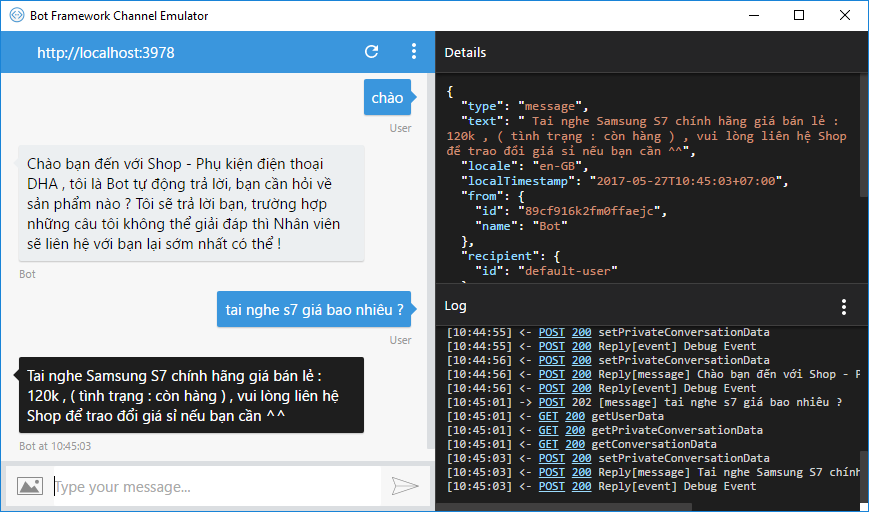 Bot Framework Channel Emulator
http://localhost:3978
chào
User
Chào bạn đến với Shop - Phụ kiện điện thoại
DHA , tôi là Bot tự động trả lời, bạn cần hỏi về
sản phẩm nào ? Tôi sẽ trả lời bạn, trường hợp
những câu tôi không thể giải đáp thì Nhân viên
sẽ liên hệ với bạn lại sớm nhất có thể !
Bot
tai nghe s7 giá bao nhiêu ?
User
Tai nghe Samsung S7 chính hãng giá bán lẻ :
120k , ( tình trạng : còn hàng ) , vui lòng liên hệ
Shop để trao đổi giá sỉ nếu bạn cần ^^
Bot at 10:45:03
Type your message...
Details
{
"type": "message",
"text": " Tai nghe Samsung S7 chính hãng giá bán lẻ :
120k , ( tình trạng : còn hàng ) , vui lòng liên hệ Shop
để trao đổi giá sỉ nếu bạn cần ^^",
"locale": "en-GB",
"localTimestamp": "2017-05-27T10:45:03+07:00",
"from": {
"id": "89cf916k2fm0ffaejc",
"name": "Bot"
},
"recipient": {
"id": "default-user"
Log
[10:44:55] <- POST 200 setPrivateConversationData
[10:44:55] <- POST 200 Reply[event] Debug Event
[10:44:56] <- POST 200 setPrivateConversationData
[10:44:56] <- POST 200 Reply[message] Chào bạn đến với Shop - P
[10:44:56] <- POST 200 Reply[event] Debug Event
[10:45:01] -> POST 202 [message] tai nghe s7 giá bao nhiêu ?
[10:45:01] <- GET 200 getUserData
[10:45:01] <- GET 200 getPrivateConversationData
[10:45:01] <- GET 200 getConversationData
[10:45:03] <- POST 200 setPrivateConversationData
[10:45:03] <- POST 200 Reply[message] Tai nghe Samsung S7 chính
[10:45:03] <- POST 200 Reply[event] Debug Event